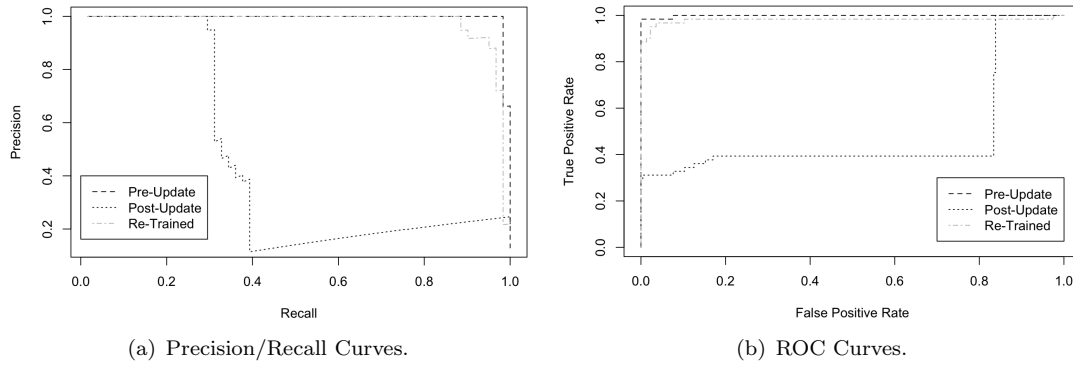 1.0
0.8
0.6
0.4
0.2
Precision
Pre-Update
Post-Update
Re-Trained
0.0 0.2 0.4 0.6 0.8 1.0
Recall
(a) Precision/Recall Curves.
1.0
0.8
0.6
0.4
0.2
0.0
True Positive Rate
Pre-Update
Post-Update
Re-Trained
0.0 0.2 0.4 0.6 0.8 1.0
False Positive Rate
(b) ROC Curves.